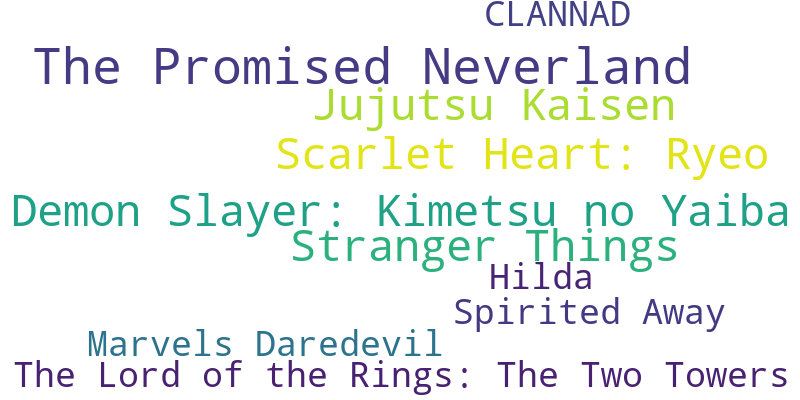 CLANNAD
The Promised Neverland
Jujutsu Kaisen
Scarlet Heart: Ryeo
Demon Slayer: Kimetsu no Yaiba
Stranger Things
Hilda
Spirited Away
Marvels Daredevil
The Lord of the Rings: The Two Towers